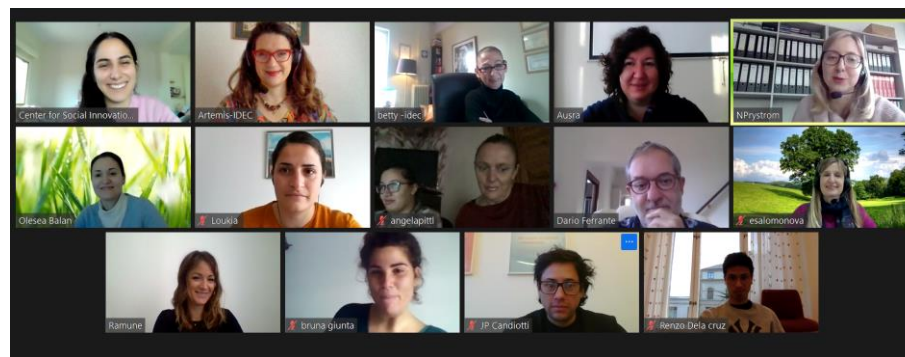 Center for Social Innovatio...
Artemis-IDEC
betty -idec
Ausra
NPrystrom
Olesea Balan
Loukia
angelapitti
Dario Ferrante
esalomonova
Ramune
bruna giunta
JP Candiotti
Renzo Dela cruz